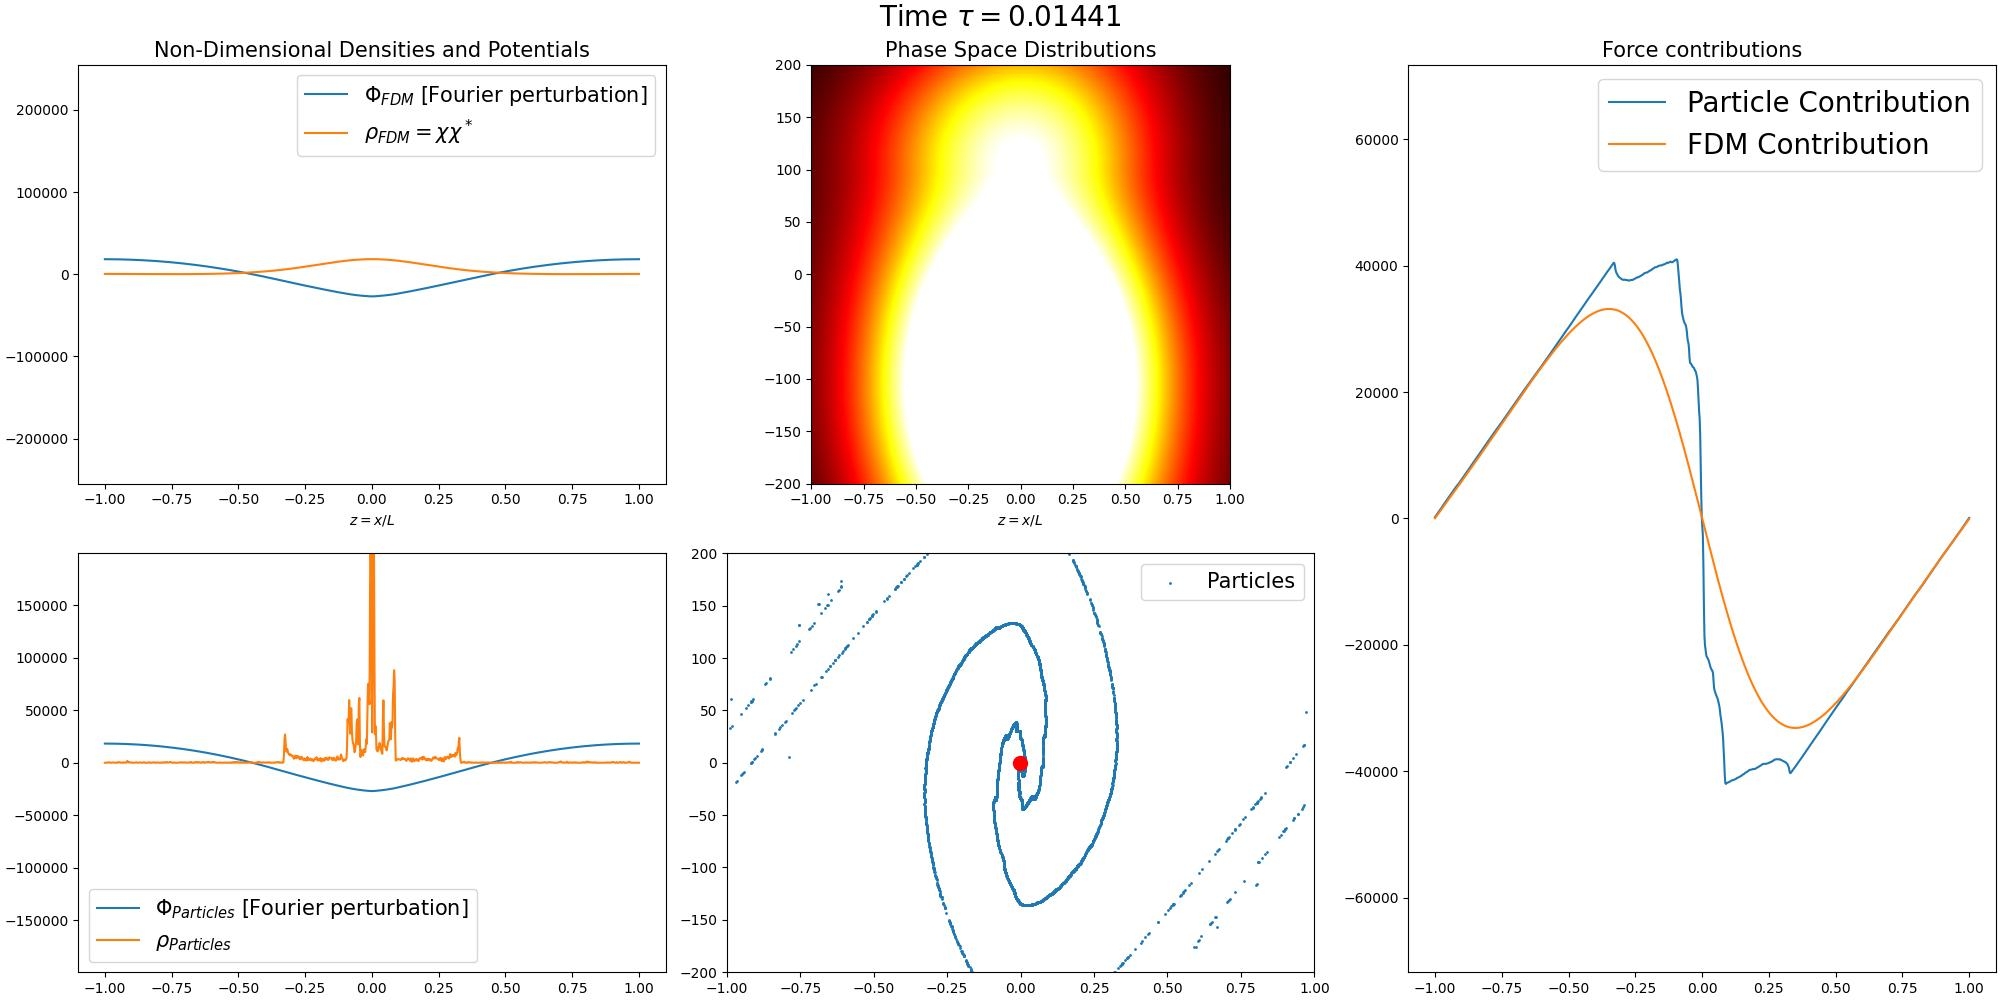 Time τ = 0.01441
Non-Dimensional Densities and Potentials
200000
100000
0
−100000
−200000
Φ_FDM [Fourier perturbation]
ρ_FDM = χχ*
−1.00 −0.75 −0.50 −0.25 0.00 0.25 0.50 0.75 1.00
z = x/L
Phase Space Distributions
200
150
100
50
0
−50
−100
−150
−200
−1.00 −0.75 −0.50 −0.25 0.00 0.25 0.50 0.75 1.00
z = x/L
Force contributions
Particle Contribution
FDM Contribution
60000
40000
20000
0
−20000
−40000
−60000
−1.00 −0.75 −0.50 −0.25 0.00 0.25 0.50 0.75 1.00
150000
100000
50000
0
−50000
−100000
−150000
Φ_Particles [Fourier perturbation]
ρ_Particles
−1.00 −0.75 −0.50 −0.25 0.00 0.25 0.50 0.75 1.00
Particles
200
150
100
50
0
−50
−100
−150
−200
−1.00 −0.75 −0.50 −0.25 0.00 0.25 0.50 0.75 1.00